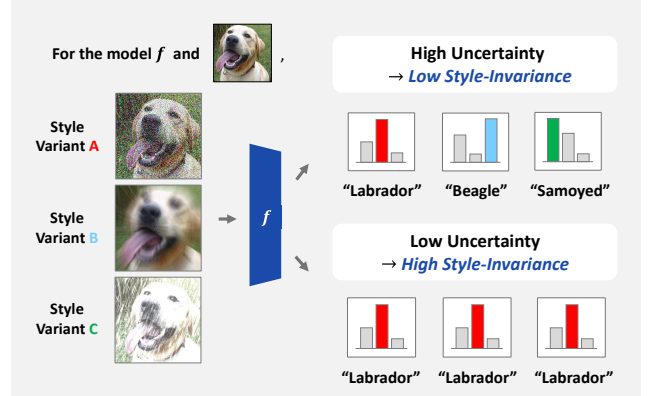 For the model f and ,
Style
Variant A
Style
Variant B
Style
Variant C
f
High Uncertainty
→ Low Style-Invariance
“Labrador” “Beagle” “Samoyed”
Low Uncertainty
→ High Style-Invariance
“Labrador” “Labrador” “Labrador”